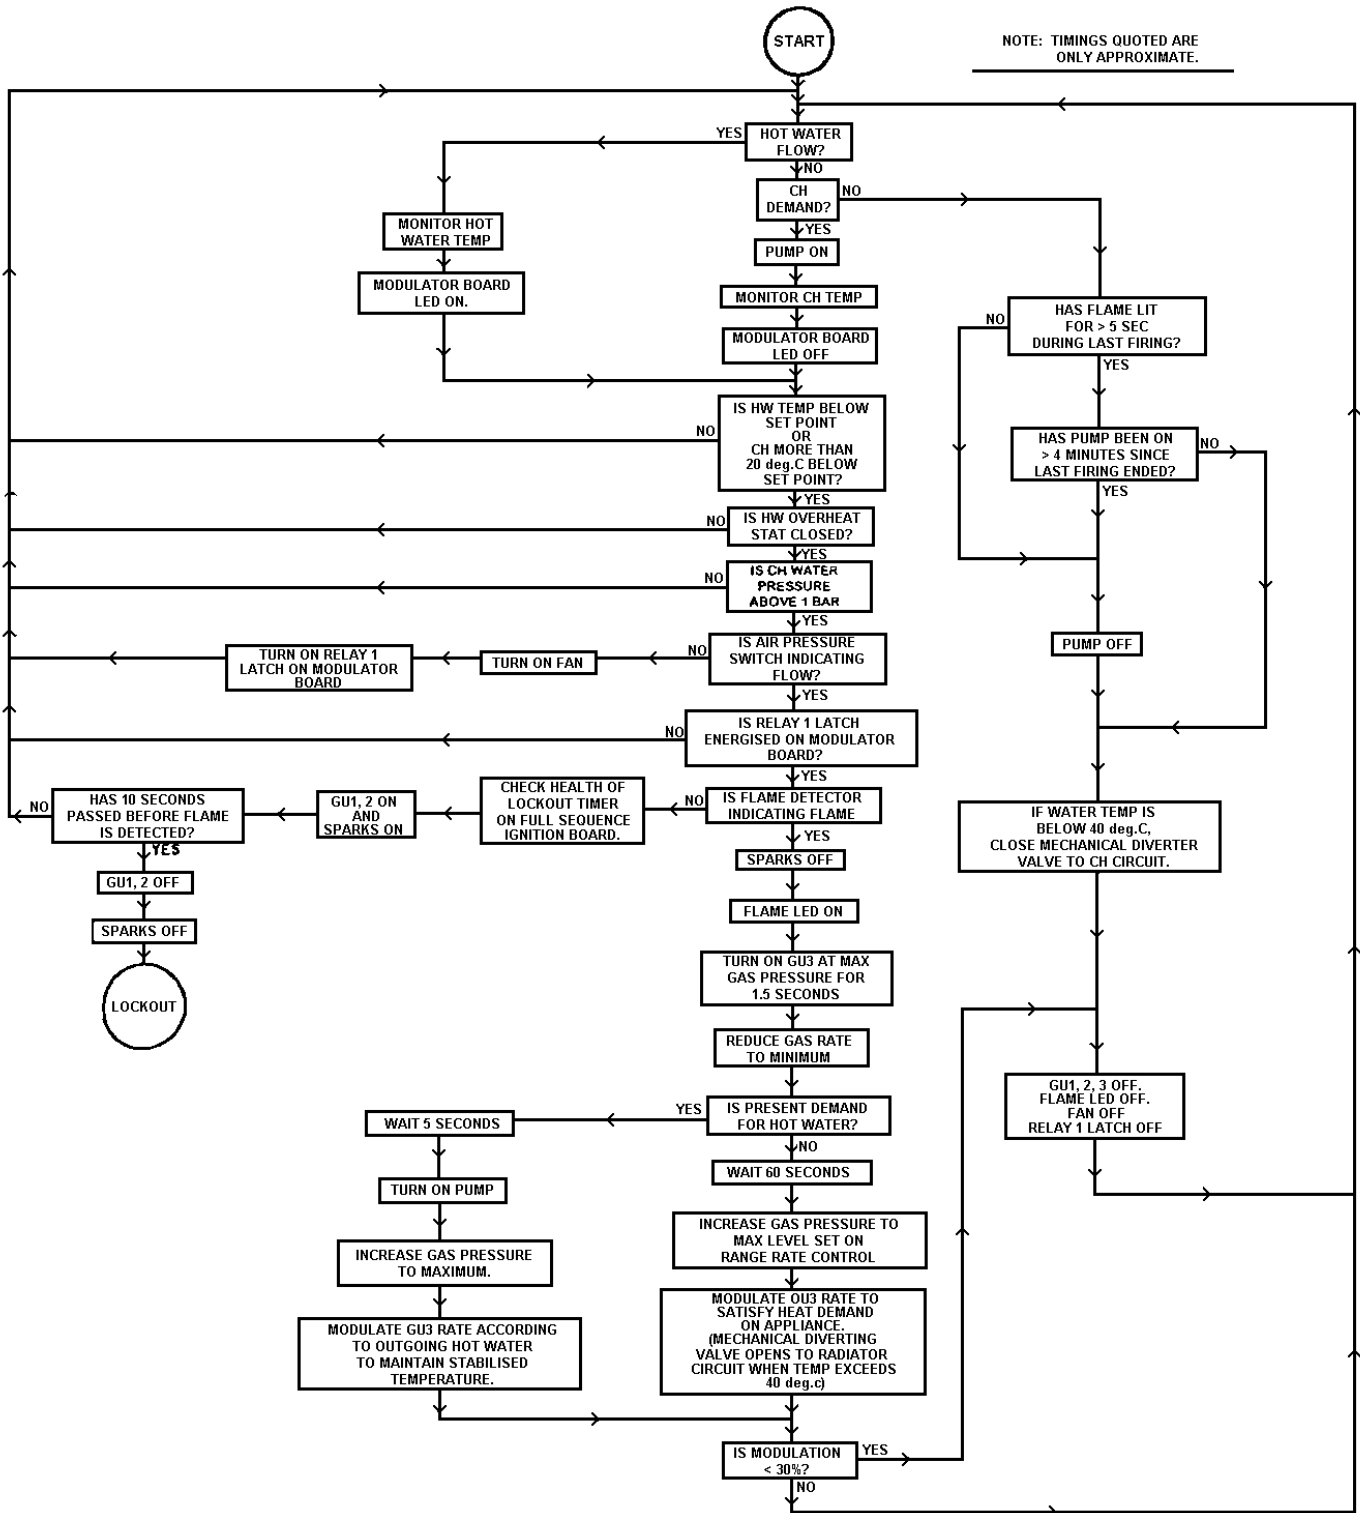 START
NOTE: TIMINGS QUOTED ARE
ONLY APPROXIMATE.
YES
HOT WATER
FLOW?
NO
CH
DEMAND?
NO
YES
MONITOR HOT
WATER TEMP
PUMP ON
MODULATOR BOARD
LED ON.
MONITOR CH TEMP
MODULATOR BOARD
LED OFF
NO
HAS FLAME LIT
FOR > 5 SEC
DURING LAST FIRING?
YES
IS HW TEMP BELOW
SET POINT
OR
CH MORE THAN
20 deg.C BELOW
SET POINT?
NO
YES
HAS PUMP BEEN ON
> 4 MINUTES SINCE
LAST FIRING ENDED?
NO
YES
NO
IS HW OVERHEAT
STAT CLOSED?
YES
NO
IS CH WATER
PRESSURE
ABOVE 1 BAR
YES
PUMP OFF
TURN ON RELAY 1
LATCH ON MODULATOR
BOARD
TURN ON FAN
NO
IS AIR PRESSURE
SWITCH INDICATING
FLOW?
YES
NO
IS RELAY 1 LATCH
ENERGISED ON MODULATOR
BOARD?
YES
NO
HAS 10 SECONDS
PASSED BEFORE FLAME
IS DETECTED?
YES
GU1, 2 ON
AND
SPARKS ON
CHECK HEALTH OF
LOCKOUT TIMER
ON FULL SEQUENCE
IGNITION BOARD.
NO
IS FLAME DETECTOR
INDICATING FLAME
YES
IF WATER TEMP IS
BELOW 40 deg.C,
CLOSE MECHANICAL DIVERTER
VALVE TO CH CIRCUIT.
SPARKS OFF
GU1, 2 OFF
FLAME LED ON
SPARKS OFF
TURN ON GU3 AT MAX
GAS PRESSURE FOR
1.5 SECONDS
LOCKOUT
REDUCE GAS RATE
TO MINIMUM
GU1, 2, 3 OFF.
FLAME LED OFF.
FAN OFF
RELAY 1 LATCH OFF
WAIT 5 SECONDS
YES
IS PRESENT DEMAND
FOR HOT WATER?
NO
WAIT 60 SECONDS
TURN ON PUMP
INCREASE GAS PRESSURE TO
MAX LEVEL SET ON
RANGE RATE CONTROL
INCREASE GAS PRESSURE
TO MAXIMUM.
MODULATE OU3 RATE TO
SATISFY HEAT DEMAND
ON APPLIANCE.
(MECHANICAL DIVERTING
VALVE OPENS TO RADIATOR
CIRCUIT WHEN TEMP EXCEEDS
40 deg.c)
MODULATE GU3 RATE ACCORDING
TO OUTGOING HOT WATER
TO MAINTAIN STABILISED
TEMPERATURE.
IS MODULATION
< 30%?
YES
NO